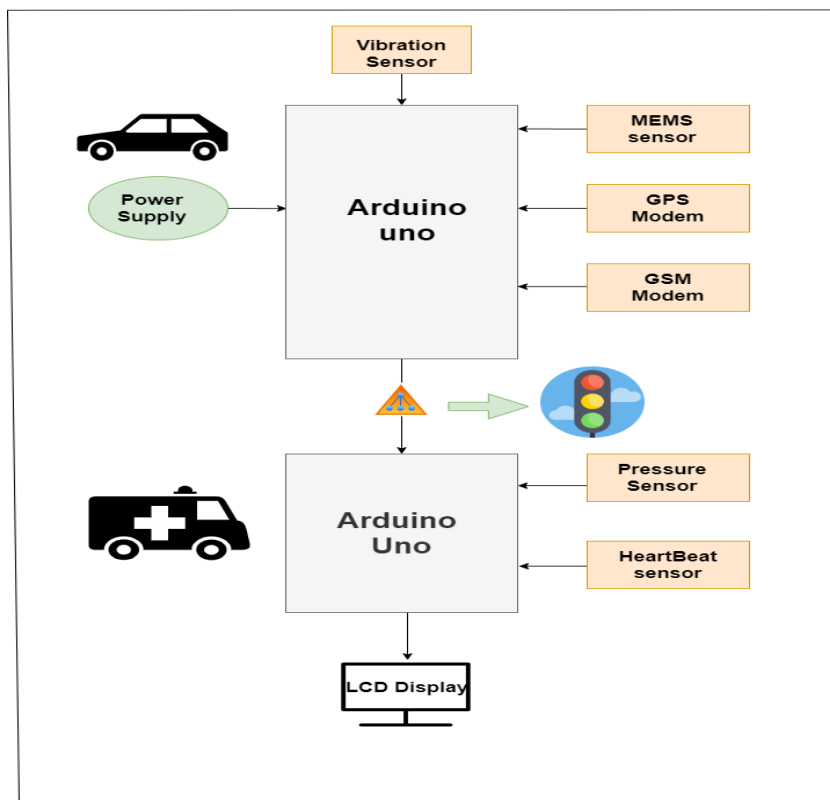 Vibration
Sensor
MEMS
sensor
Power
Supply
Arduino
uno
GPS
Modem
GSM
Modem
Pressure
Sensor
Arduino
Uno
HeartBeat
sensor
LCD Display